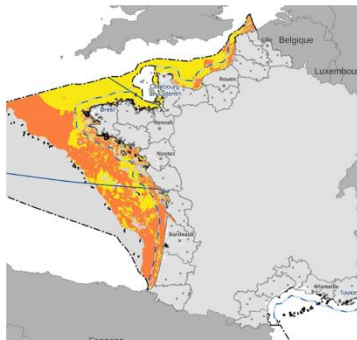 Lille
Belgique
Luxembou
Cherbourg
en Cotentin
Rouen
Brest
Rennes
Nantes
Bordeaux
Marseille
Toulon
Espagne